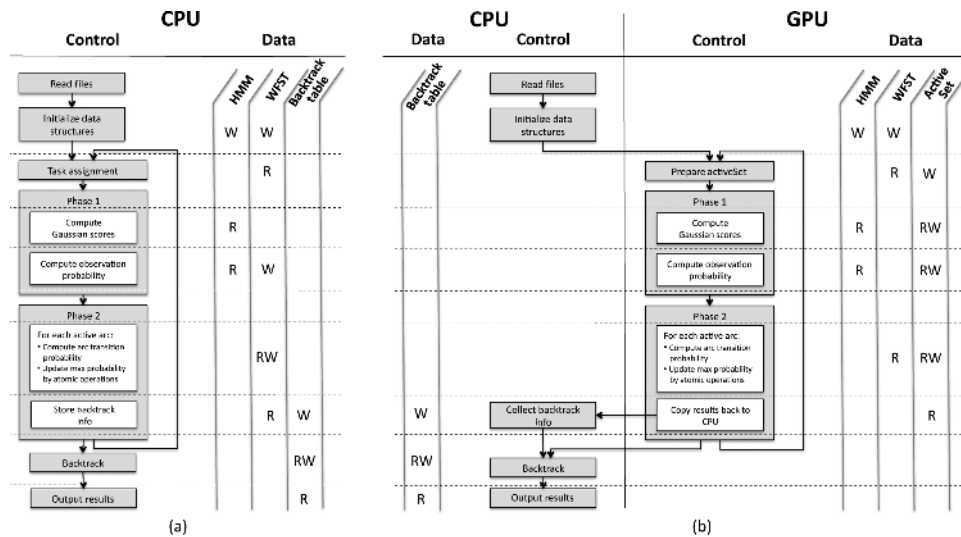 CPU
Control
Data
HMM
WFST
Backtrack
table
Read files
Initialize data
structures
W
W
Task assignment
R
Phase 1
Compute
Gaussian scores
R
Compute observation
probability
R
W
Phase 2
For each active arc:
• Compute arc transition
probability
• Update max probability
by atomic operations
RW
Store backtrack
info
R
W
Backtrack
RW
Output results
R
(a)
CPU
GPU
Data
Control
Control
Data
Backtrack
table
HMM
WFST
Active
Set
Read files
Initialize data
structures
W
W
Prepare activeSet
R
W
Phase 1
Compute
Gaussian scores
R
RW
Compute observation
probability
R
RW
Phase 2
For each active arc:
• Compute arc transition
probability
• Update max probability
by atomic operations
R
RW
W
Collect backtrack
info
Copy results back to
CPU
R
RW
Backtrack
R
Output results
(b)